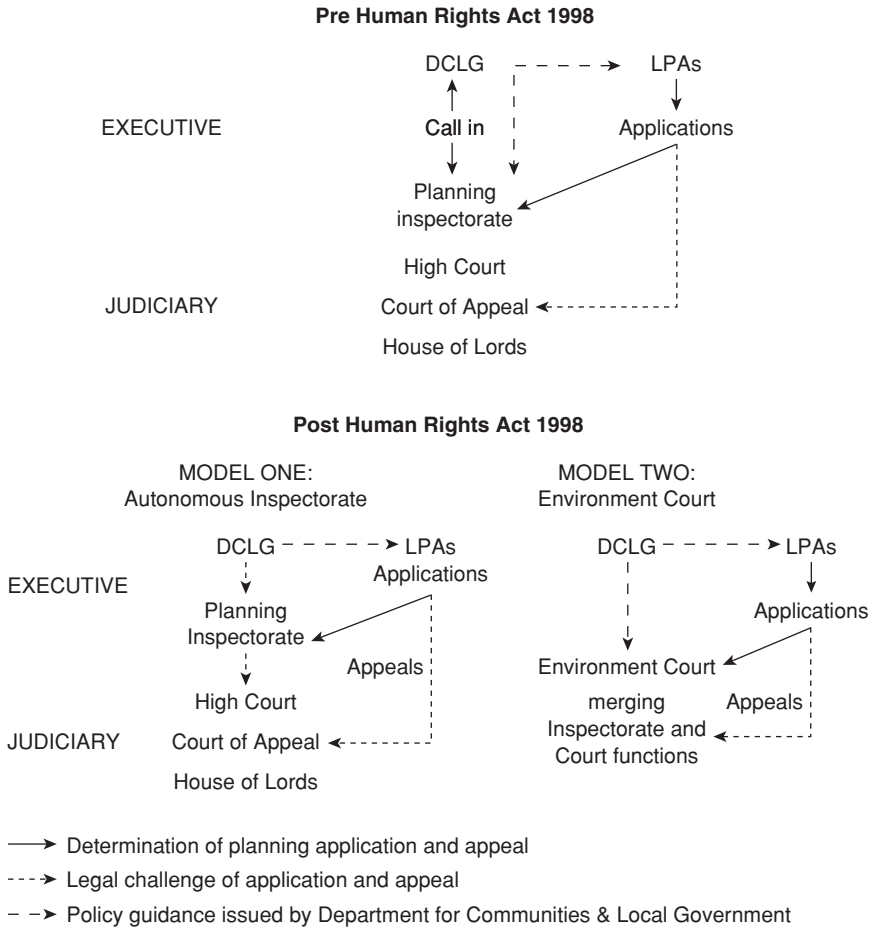 Pre Human Rights Act 1998
DCLG LPAs
EXECUTIVE Call in Applications
Planning
inspectorate
High Court
JUDICIARY Court of Appeal
House of Lords
Post Human Rights Act 1998
MODEL ONE:
Autonomous Inspectorate
MODEL TWO:
Environment Court
DCLG LPAs
Applications
EXECUTIVE
Planning
Inspectorate
Appeals
High Court
JUDICIARY Court of Appeal
House of Lords
DCLG LPAs
Applications
Environment Court
merging
Inspectorate and
Court functions
Appeals
Determination of planning application and appeal
Legal challenge of application and appeal
Policy guidance issued by Department for Communities & Local Government